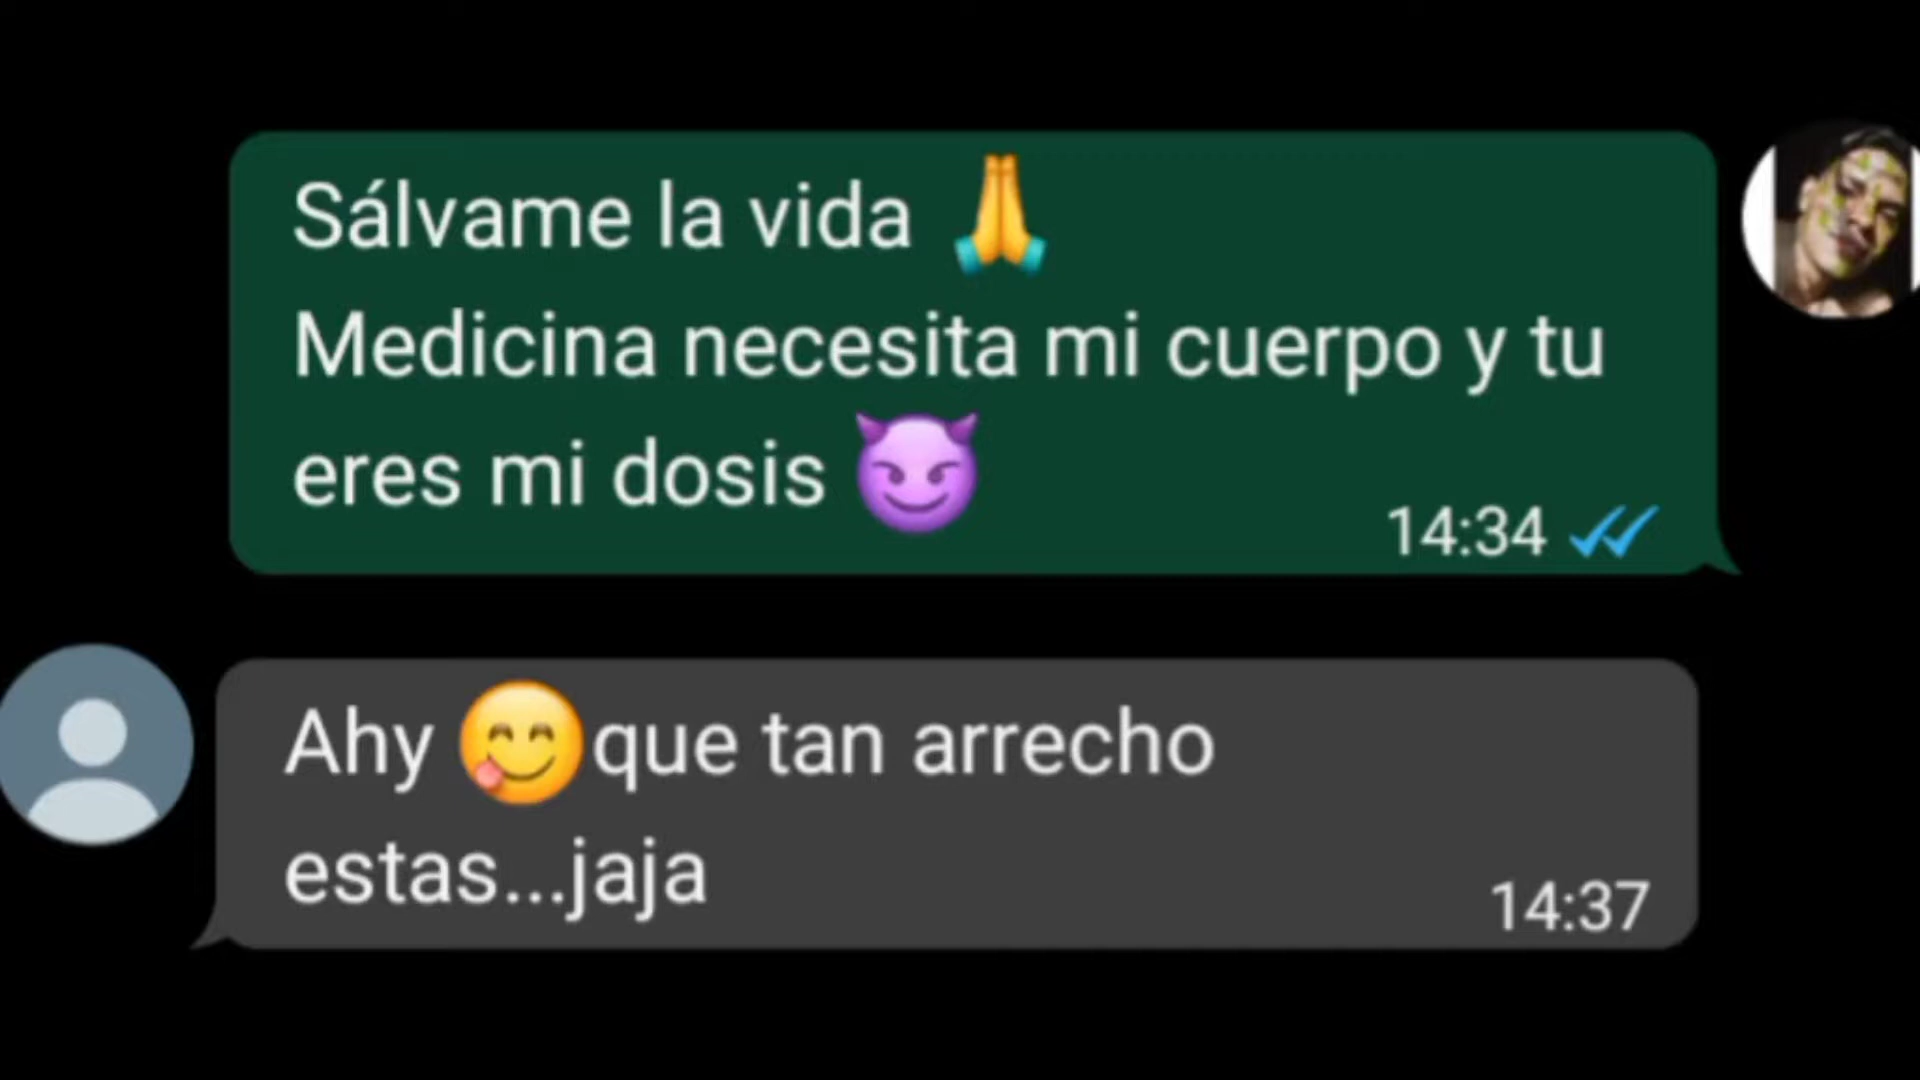 Sálvame la vida 🙏
Medicina necesita mi cuerpo y tu
eres mi dosis 😈
14:34
Ahy 😋que tan arrecho
estas...jaja
14:37